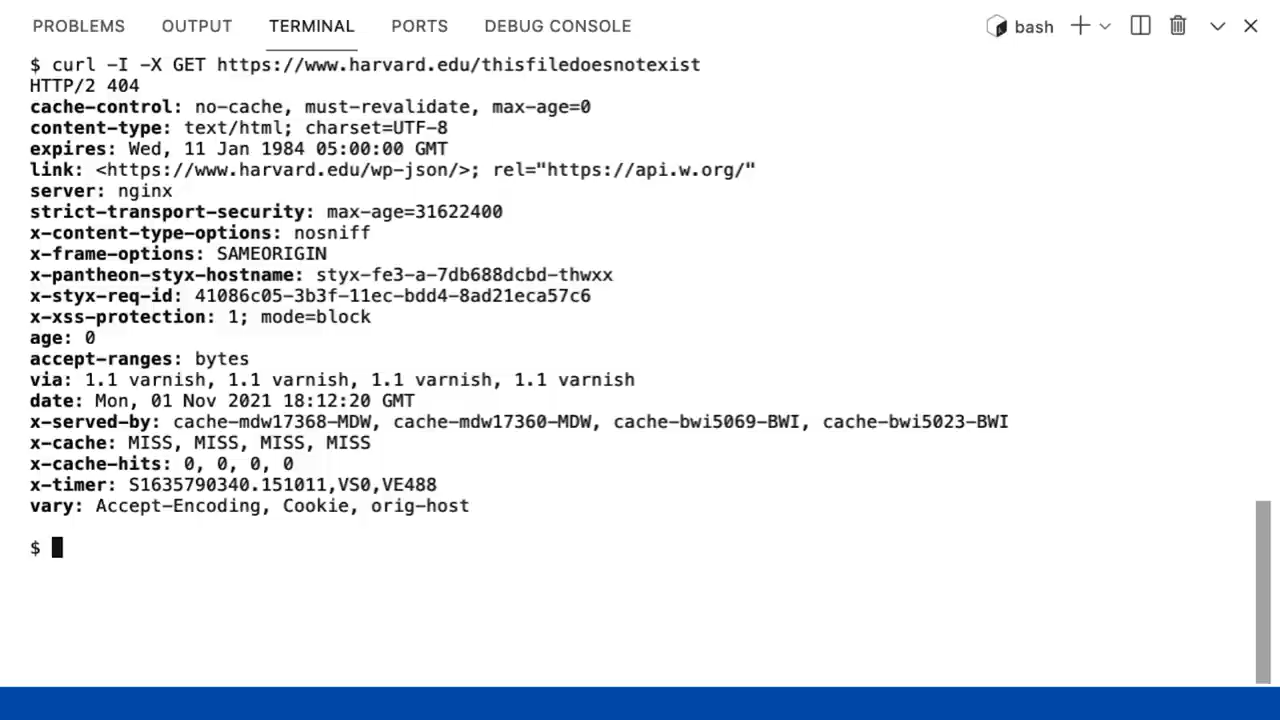 PROBLEMS OUTPUT TERMINAL PORTS DEBUG CONSOLE bash
$ curl -I -X GET https://www.harvard.edu/thisfiledoesnotexist
HTTP/2 404
cache-control: no-cache, must-revalidate, max-age=0
content-type: text/html; charset=UTF-8
expires: Wed, 11 Jan 1984 05:00:00 GMT
link: <https://www.harvard.edu/wp-json/>; rel="https://api.w.org/"
server: nginx
strict-transport-security: max-age=31622400
x-content-type-options: nosniff
x-frame-options: SAMEORIGIN
x-pantheon-styx-hostname: styx-fe3-a-7db688dcbd-thwxx
x-styx-req-id: 41086c05-3b3f-11ec-bdd4-8ad21eca57c6
x-xss-protection: 1; mode=block
age: 0
accept-ranges: bytes
via: 1.1 varnish, 1.1 varnish, 1.1 varnish, 1.1 varnish
date: Mon, 01 Nov 2021 18:12:20 GMT
x-served-by: cache-mdw17368-MDW, cache-mdw17360-MDW, cache-bwi5069-BWI, cache-bwi5023-BWI
x-cache: MISS, MISS, MISS, MISS
x-cache-hits: 0, 0, 0, 0
x-timer: S1635790340.151011,VS0,VE488
vary: Accept-Encoding, Cookie, orig-host
$